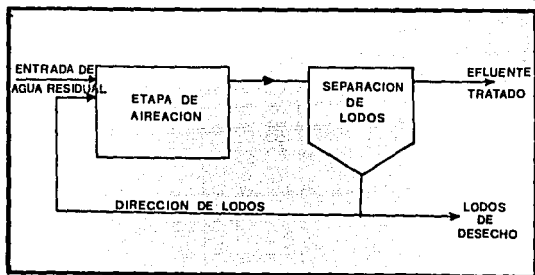 ENTRADA DE
AGUA RESIDUAL
ETAPA DE
AIREACION
SEPARACION
DE
LODOS
EFLUENTE
TRATADO
DIRECCION DE LODOS
LODOS
DE
DESECHO